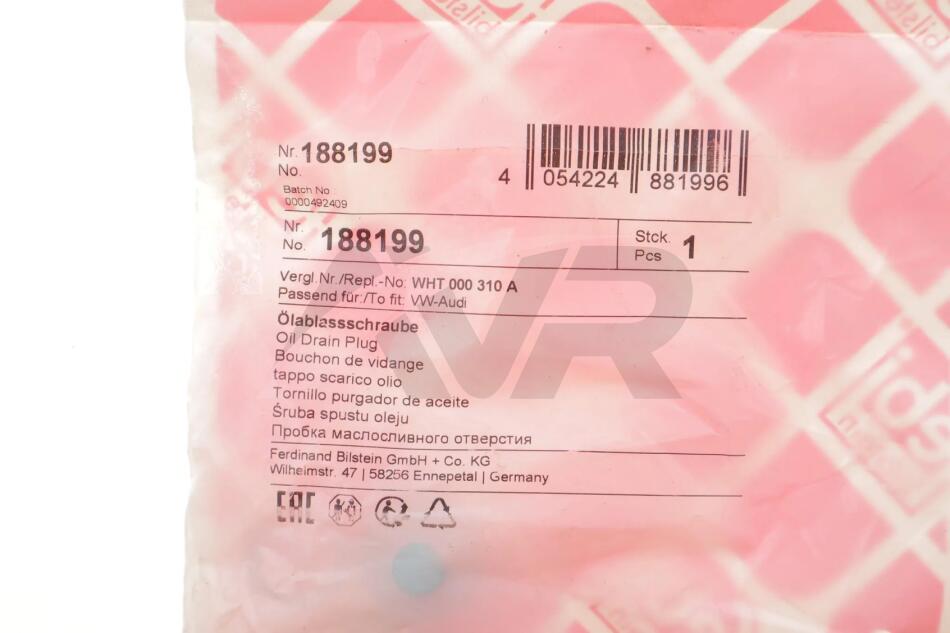 Nr. 188199
No.
Batch No.:
0000492409
4 054224 881996
Nr. 188199
No.
Stck. 1
Pcs
Vergl.Nr./Repl.-No: WHT 000 310 A
Passend für:/To fit: VW-Audi
Ölablassschraube
Oil Drain Plug
Bouchon de vidange
tappo scarico olio
Tornillo purgador de aceite
Śruba spustu oleju
Пробка маслосливного отверстия
Ferdinand Bilstein GmbH + Co. KG
Wilhelmstr. 47 | 58256 Ennepetal | Germany
EAC
VR